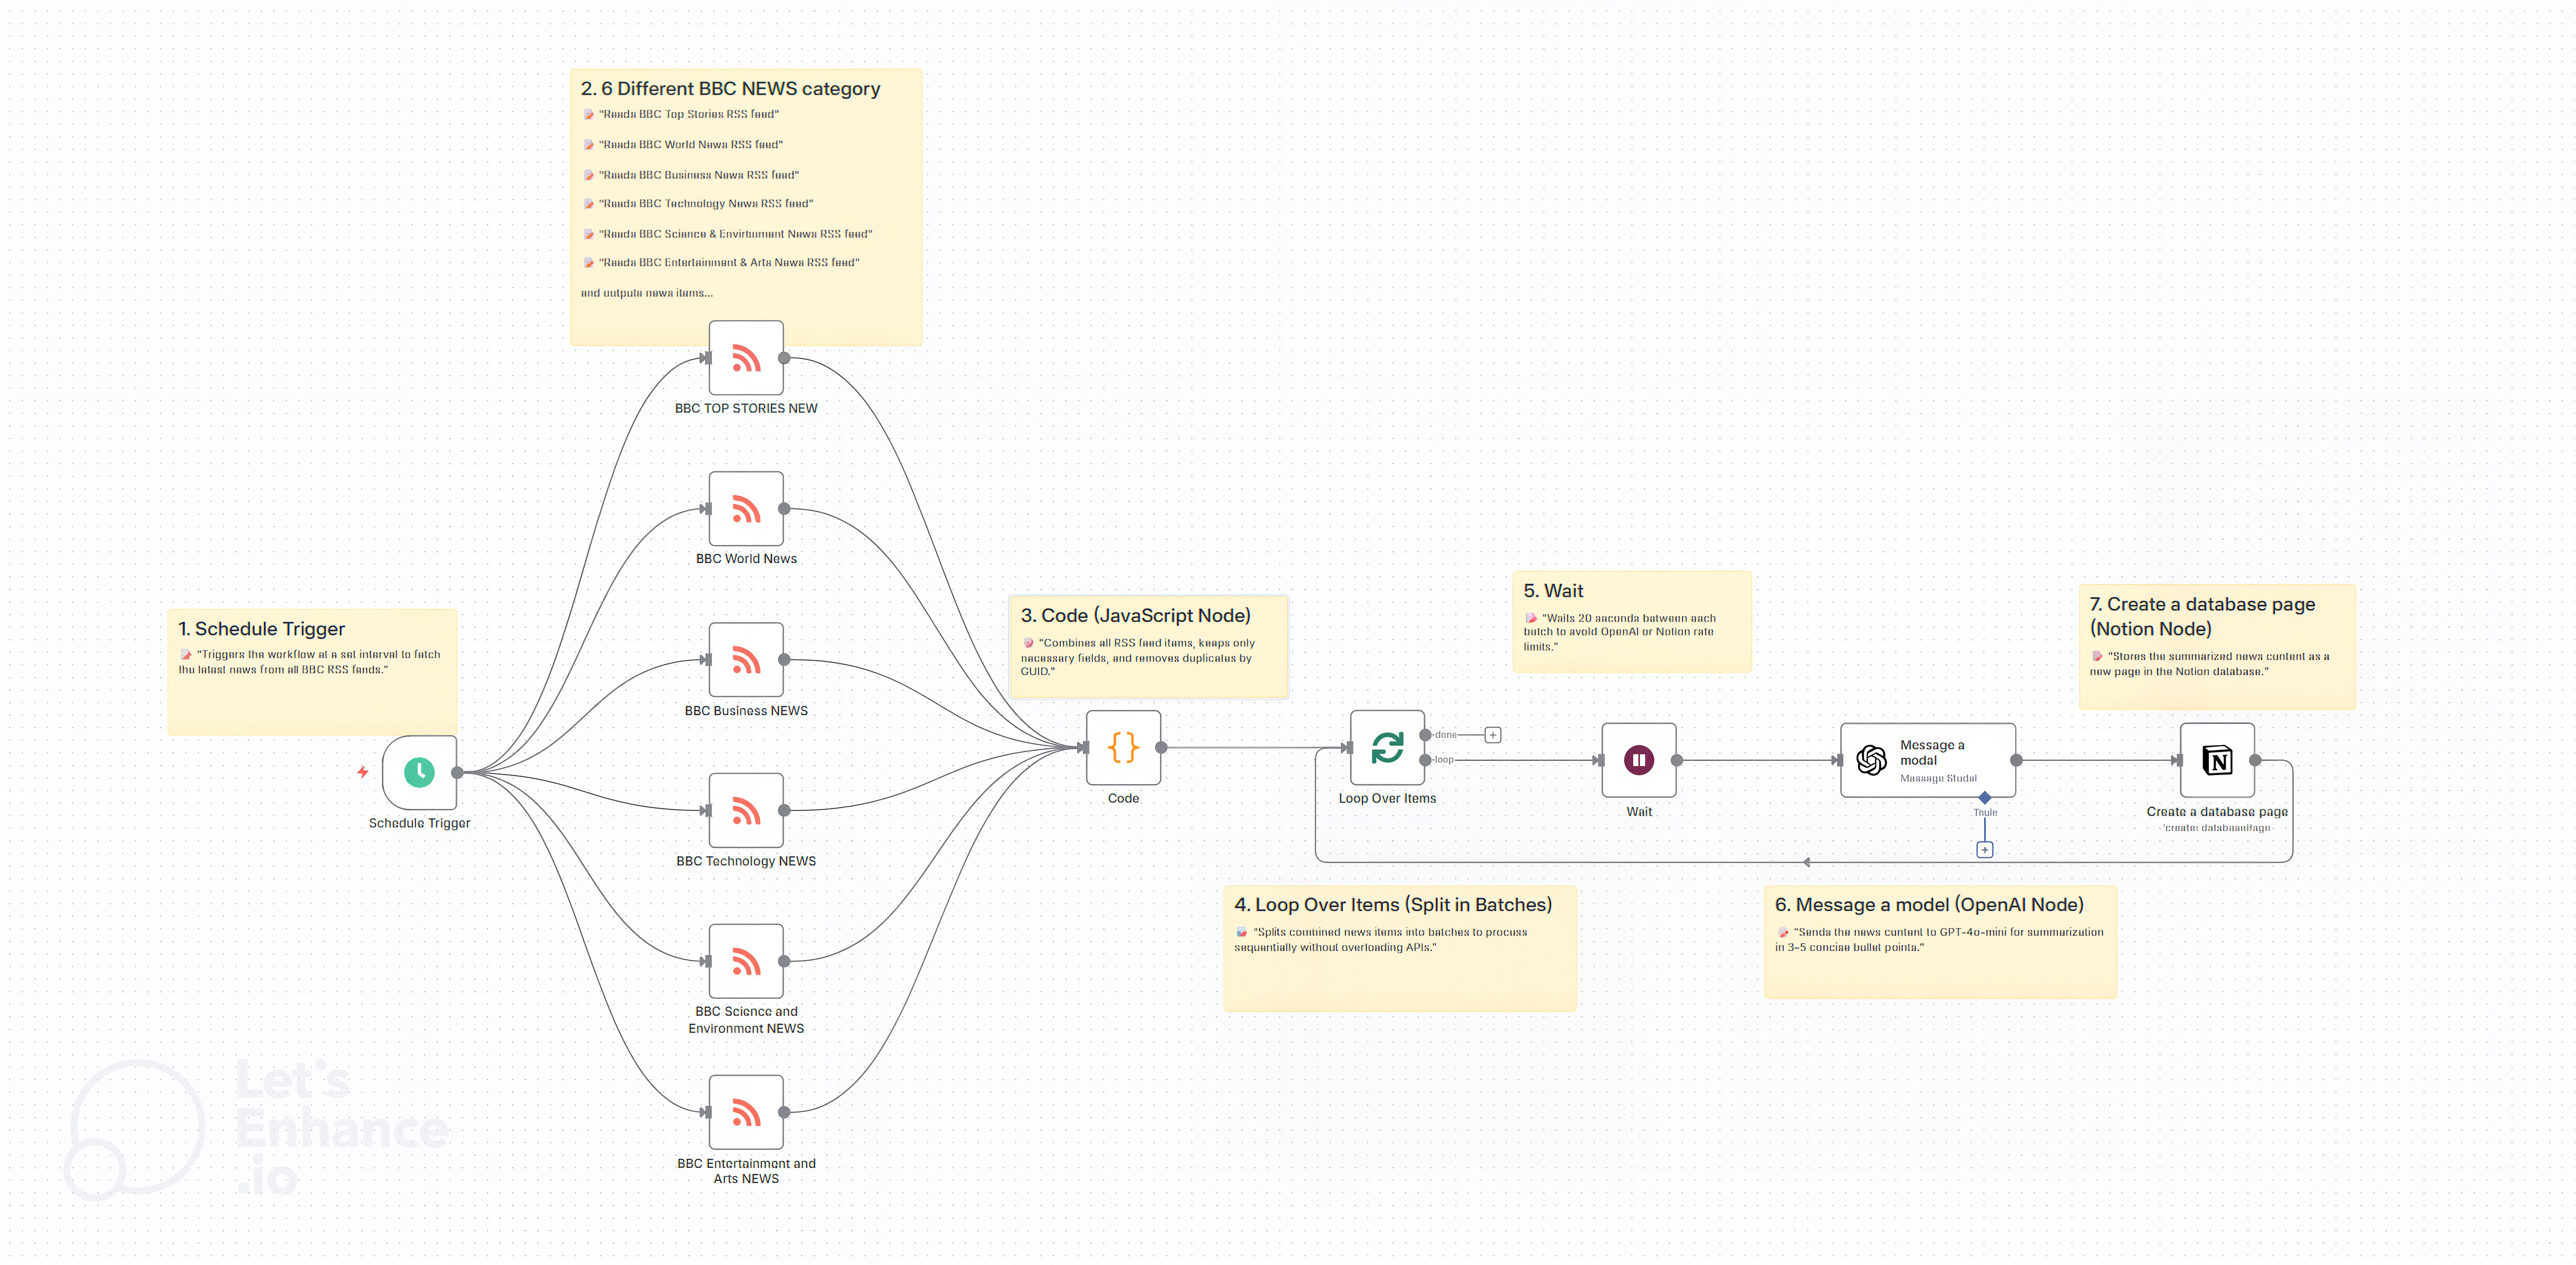 2. 6 Different BBC NEWS category
"Reads BBC Top Stories RSS feed"
"Reads BBC World News RSS feed"
"Reads BBC Business News RSS feed"
"Reads BBC Technology News RSS feed"
"Reads BBC Science & News RSS feed"
"Reads BBC Entertainment & Arts News RSS feed"
and outputs news items...
BBC TOP STORIES NEW
BBC World News
BBC Business NEWS
BBC Technology NEWS
BBC Science and
Environment NEWS
BBC Entertainment and
Arts NEWS
1. Schedule Trigger
"Triggers the workflow at a set interval to fetch
the latest news from all BBC RSS feeds."
Schedule Trigger
3. Code (JavaScript Node)
"Combines all RSS feed items, keeps only
necessary fields, and removes duplicates by
GUID."
Code
Loop Over Items
done
loop
4. Loop Over Items (Split in Batches)
"Splits combined news items into batches to process
sequentially without overloading APIs."
5. Wait
"Waits 20 seconds between each
batch to avoid OpenAI or Notion rate
limits."
Wait
Message a
modal
6. Message a model (OpenAI Node)
"Sends the news content to GPT-4o-mini for summarization
in 3-5 concise bullet points."
7. Create a database page
(Notion Node)
"Stores the summarized news content as a
new page in the Notion database."
Create a database page
Let's
Enhance
.io